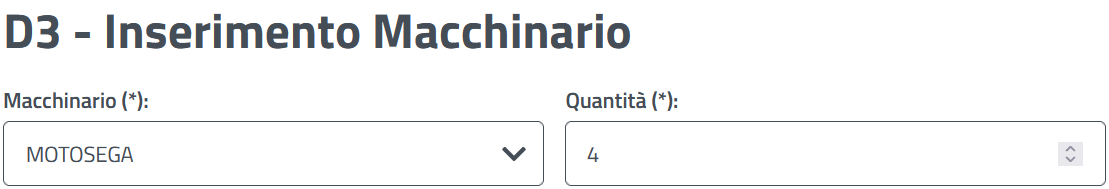 D3 - Inserimento Macchinario
Macchinario (*): Quantità (*):
MOTOSEGA 4